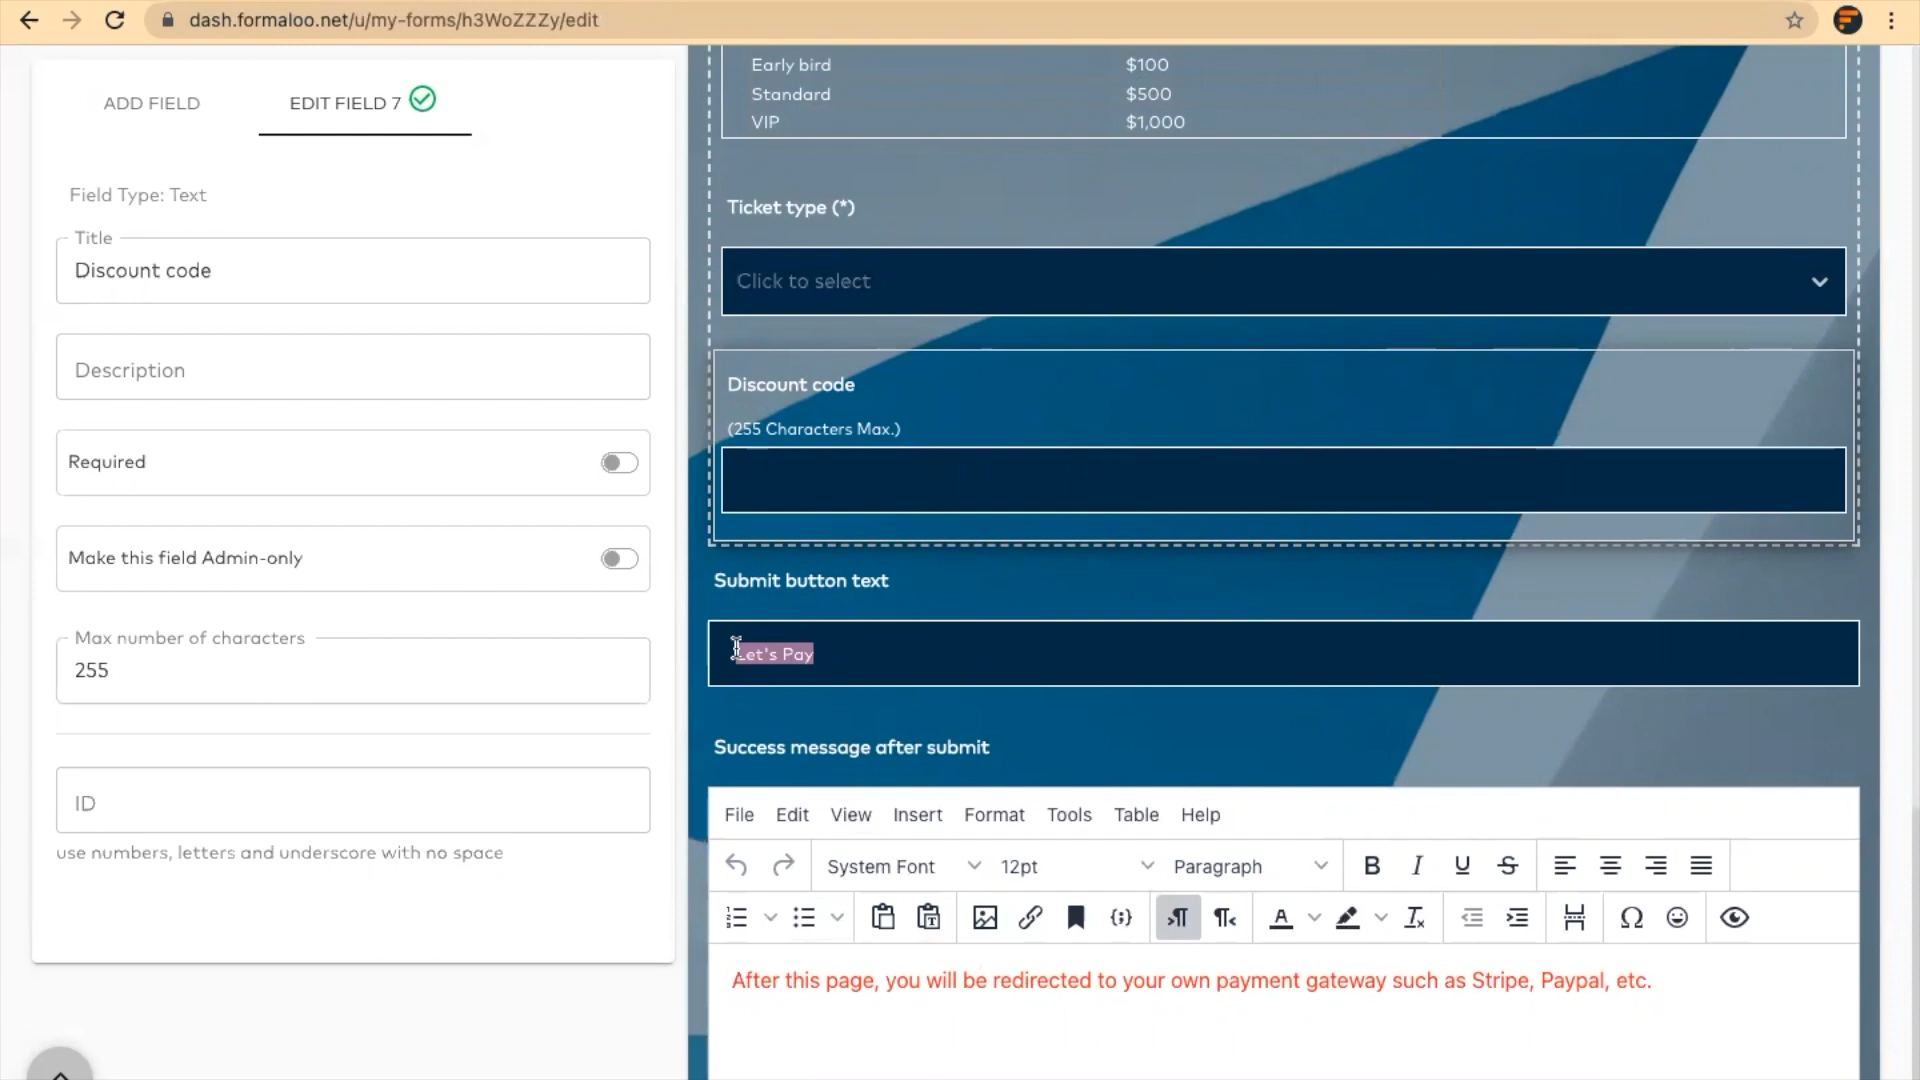 dash.formaloo.net/u/my-forms/h3WoZZZy/edit
ADD FIELD
EDIT FIELD 7
Field Type: Text
Title
Discount code
Description
Required
Make this field Admin-only
Max number of characters
255
ID
use numbers, letters and underscore with no space
Early bird $100
Standard $500
VIP $1,000
Ticket type (*)
Click to select
Discount code
(255 Characters Max.)
Submit button text
Let's Pay
Success message after submit
File Edit View Insert Format Tools Table Help
System Font 12pt Paragraph B I U S
After this page, you will be redirected to your own payment gateway such as Stripe, Paypal, etc.